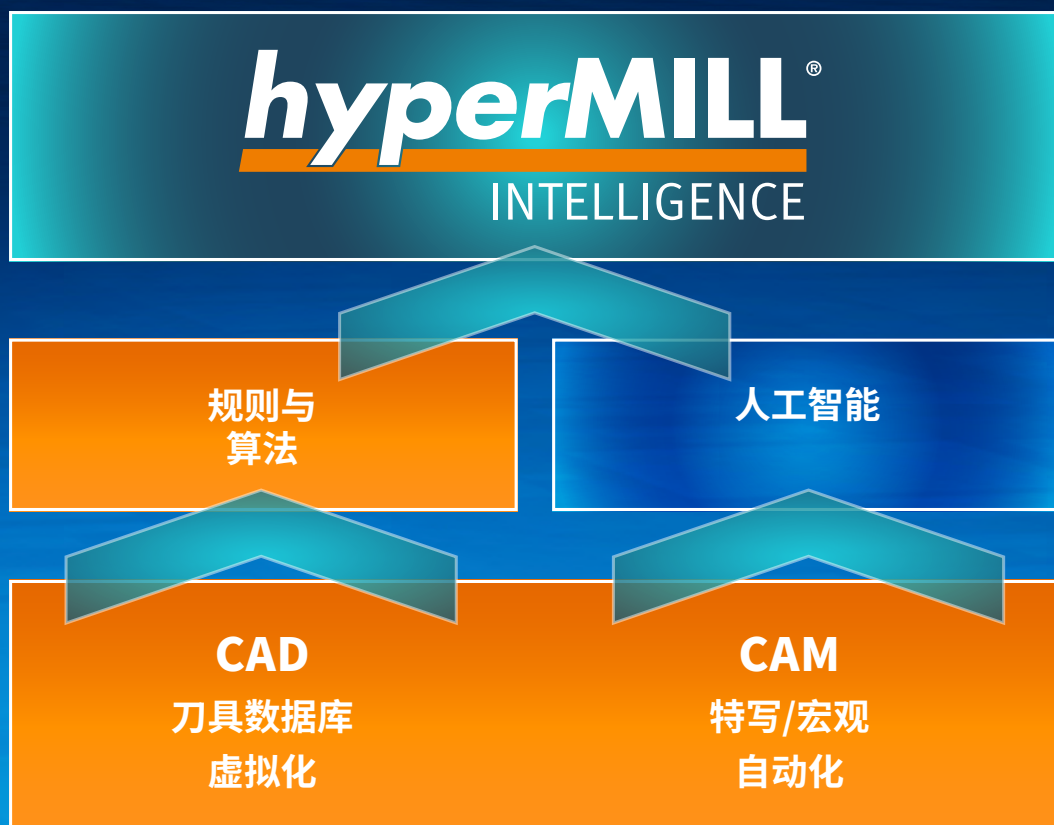 hyperMILL®
INTELLIGENCE
规则与
算法
人工智能
CAD
刀具数据库
虚拟化
CAM
特写/宏观
自动化